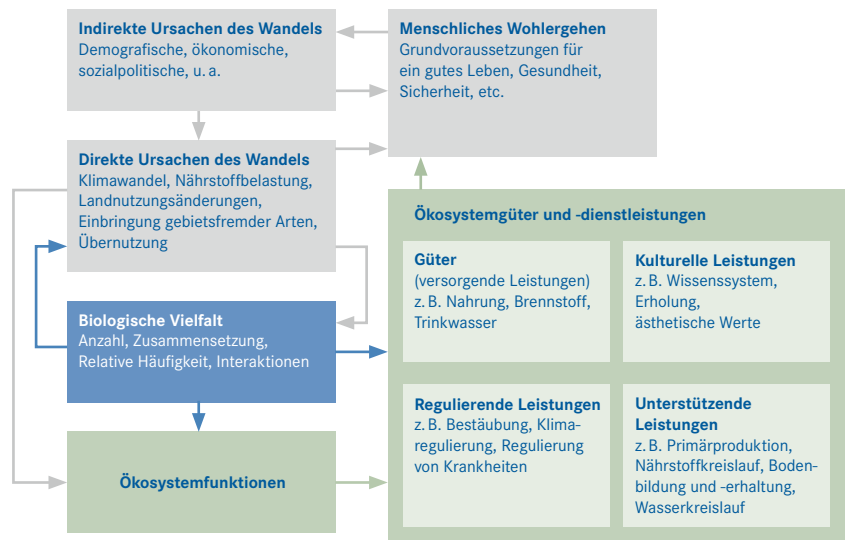 Indirekte Ursachen des Wandels
Demografische, ökonomische,
sozialpolitische, u. a.
Menschliches Wohlergehen
Grundvoraussetzungen für
ein gutes Leben, Gesundheit,
Sicherheit, etc.
Direkte Ursachen des Wandels
Klimawandel, Nährstoffbelastung,
Landnutzungsänderungen,
Einbringung gebietsfremder Arten,
Übernutzung
Biologische Vielfalt
Anzahl, Zusammensetzung,
Relative Häufigkeit, Interaktionen
Ökosystemfunktionen
Ökosystemgüter und -dienstleistungen
Güter
(versorgende Leistungen)
z. B. Nahrung, Brennstoff,
Trinkwasser
Kulturelle Leistungen
z. B. Wissenssystem,
Erholung,
ästhetische Werte
Regulierende Leistungen
z. B. Bestäubung, Klima-
regulierung, Regulierung
von Krankheiten
Unterstützende
Leistungen
z. B. Primärproduktion,
Nährstoffkreislauf, Boden-
bildung und -erhaltung,
Wasserkreislauf